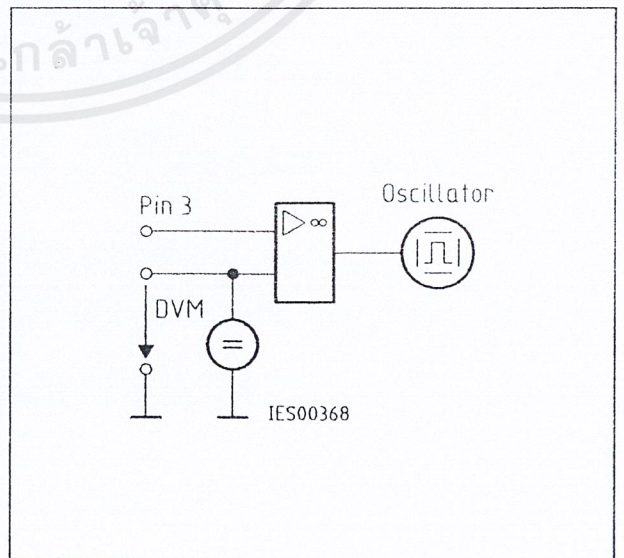 Oscillator
Pin 3
▷ ∞
DVM
=
IES00368